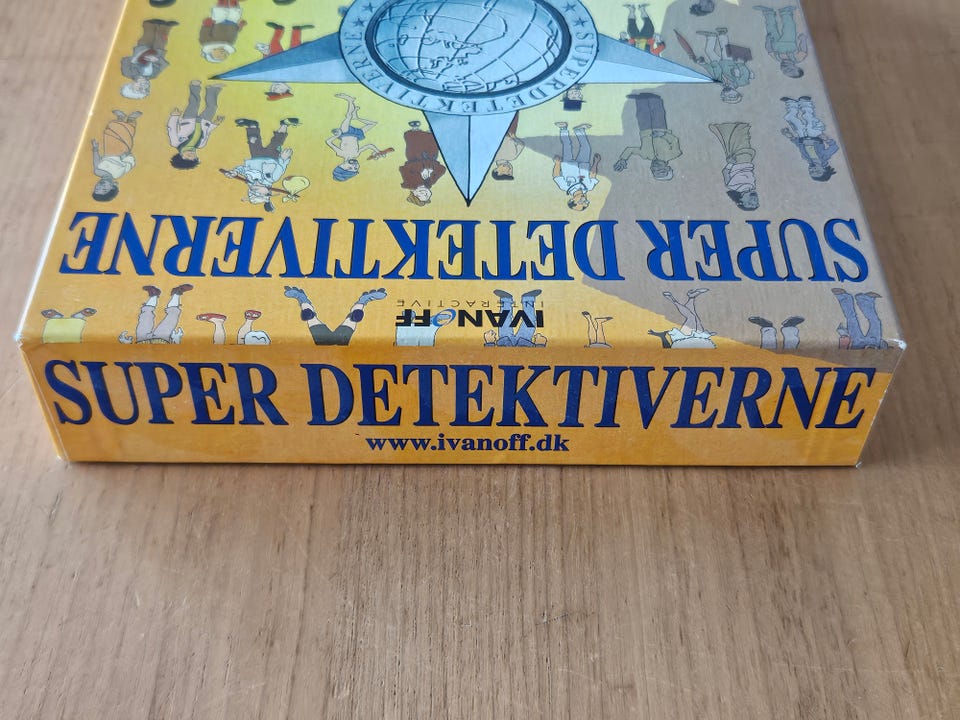 SUPERDETEKTIVERNE
SUPER DETEKTIVERNE
IVANOFF
INTERACTIVE
SUPER DETEKTIVERNE
www.ivanoff.dk